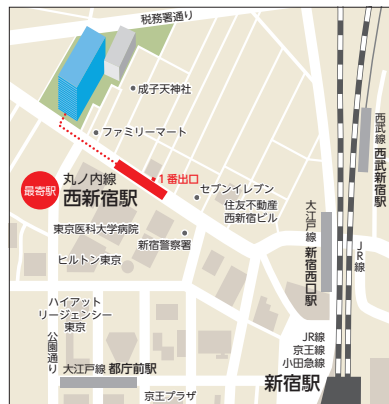 税務署通り
成子天神社
ファミリーマート
最寄駅
丸ノ内線
西新宿駅
1番出口
セブンイレブン
住友不動産
西新宿ビル
東京医科大学病院
新宿警察署
ヒルトン東京
西武線 西武新宿駅
大江戸線 新宿西口駅
JR線
ハイアット
リージェンシー
東京
公園通り
大江戸線 都庁前駅
京王プラザ
JR線
京王線
小田急線
新宿駅